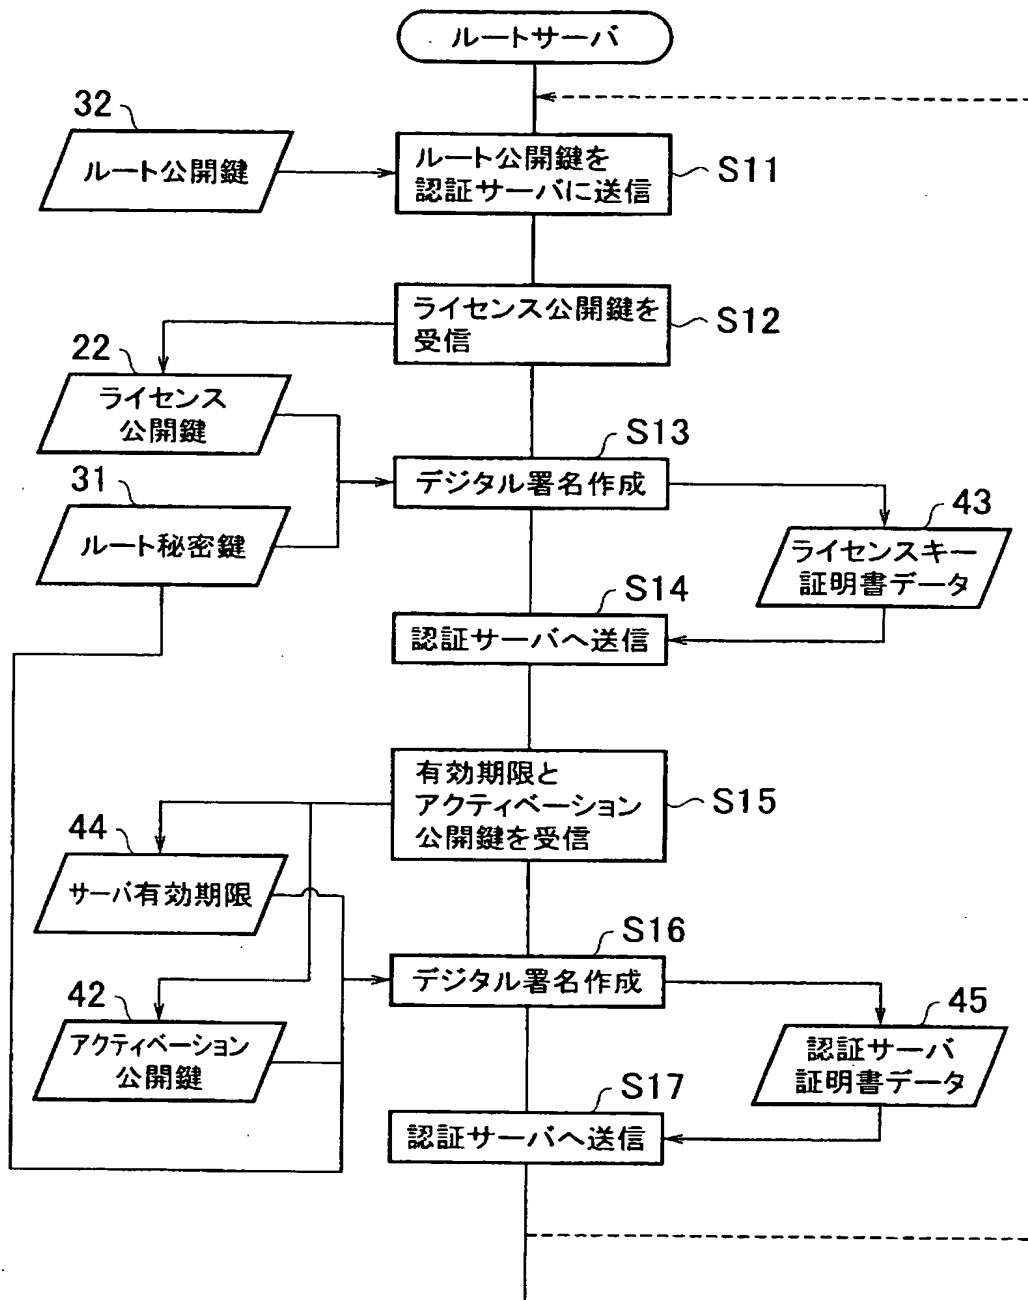 ルートサーバ
32
ルート公開鍵
ルート公開鍵を
認証サーバに送信
S11
ライセンス公開鍵を
受信
S12
22
ライセンス
公開鍵
S13
デジタル署名作成
31
ルート秘密鍵
43
ライセンスキー
証明書データ
S14
認証サーバへ送信
有効期限と
アクティベーション
公開鍵を受信
S15
44
サーバ有効期限
S16
デジタル署名作成
42
アクティベーション
公開鍵
45
認証サーバ
証明書データ
S17
認証サーバへ送信